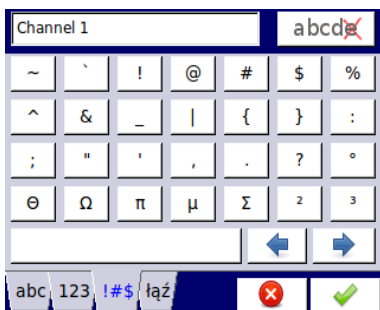 Channel 1 abcde
~ ` ! @ # $ %
^ & _ | { } :
; " ' , . ? °
Θ Ω π μ Σ ² ³
abc 123 !#$ łąź